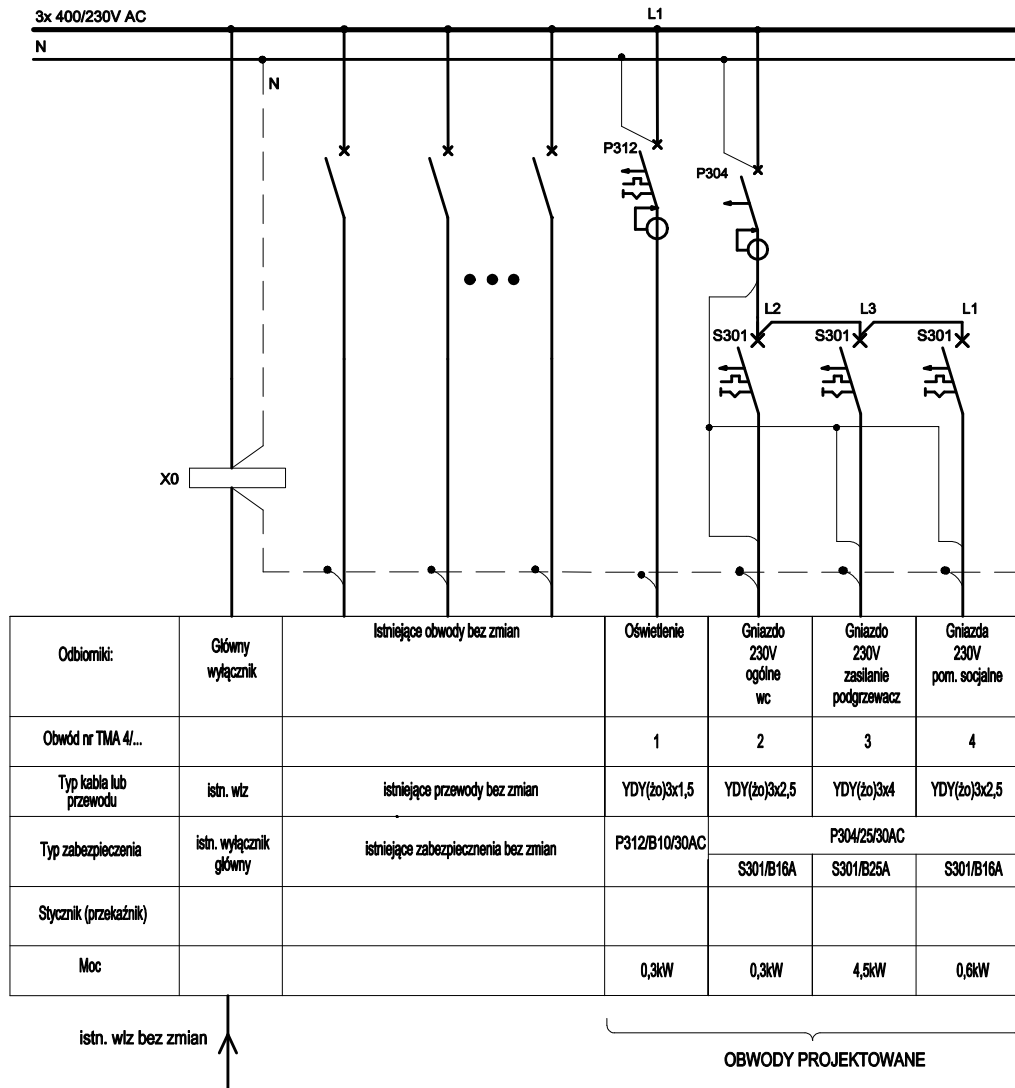 3x 400/230V AC
L1
N
N
P312
P304
L2
L3
L1
S301
S301
S301
X0
Odbiorniki:
Główny
wyłącznik
Istniejące obwody bez zmian
Oświetlenie
Gniazdo
230V
ogólne
wc
Gniazdo
230V
zasilanie
podgrzewacz
Gniazda
230V
pom. socjalne
Obwód nr TMA 4/...
1
2
3
4
Typ kabla lub
przewodu
istn. wlz
istniejące przewody bez zmian
YDY(żo)3x1,5
YDY(żo)3x2,5
YDY(żo)3x4
YDY(żo)3x2,5
Typ zabezpieczenia
istn. wyłącznik
główny
istniejące zabezpiecznenia bez zmian
P312/B10/30AC
P304/25/30AC
S301/B16A
S301/B25A
S301/B16A
Stycznik (przekaźnik)
Moc
0,3kW
0,3kW
4,5kW
0,6kW
istn. wlz bez zmian
OBWODY PROJEKTOWANE